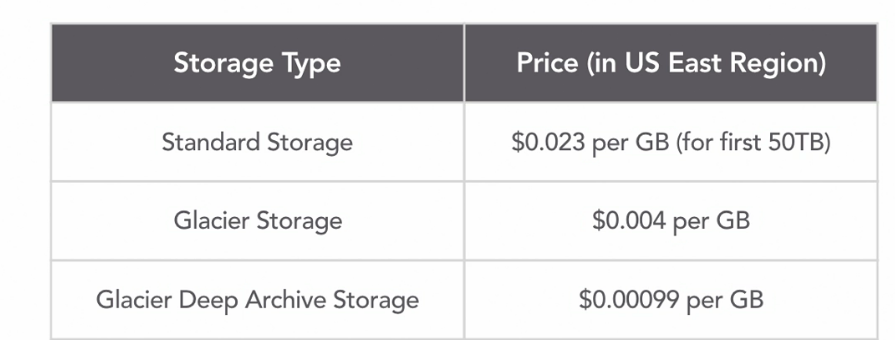 Storage Type
Price (in US East Region)
Standard Storage
$0.023 per GB (for first 50TB)
Glacier Storage
$0.004 per GB
Glacier Deep Archive Storage
$0.00099 per GB